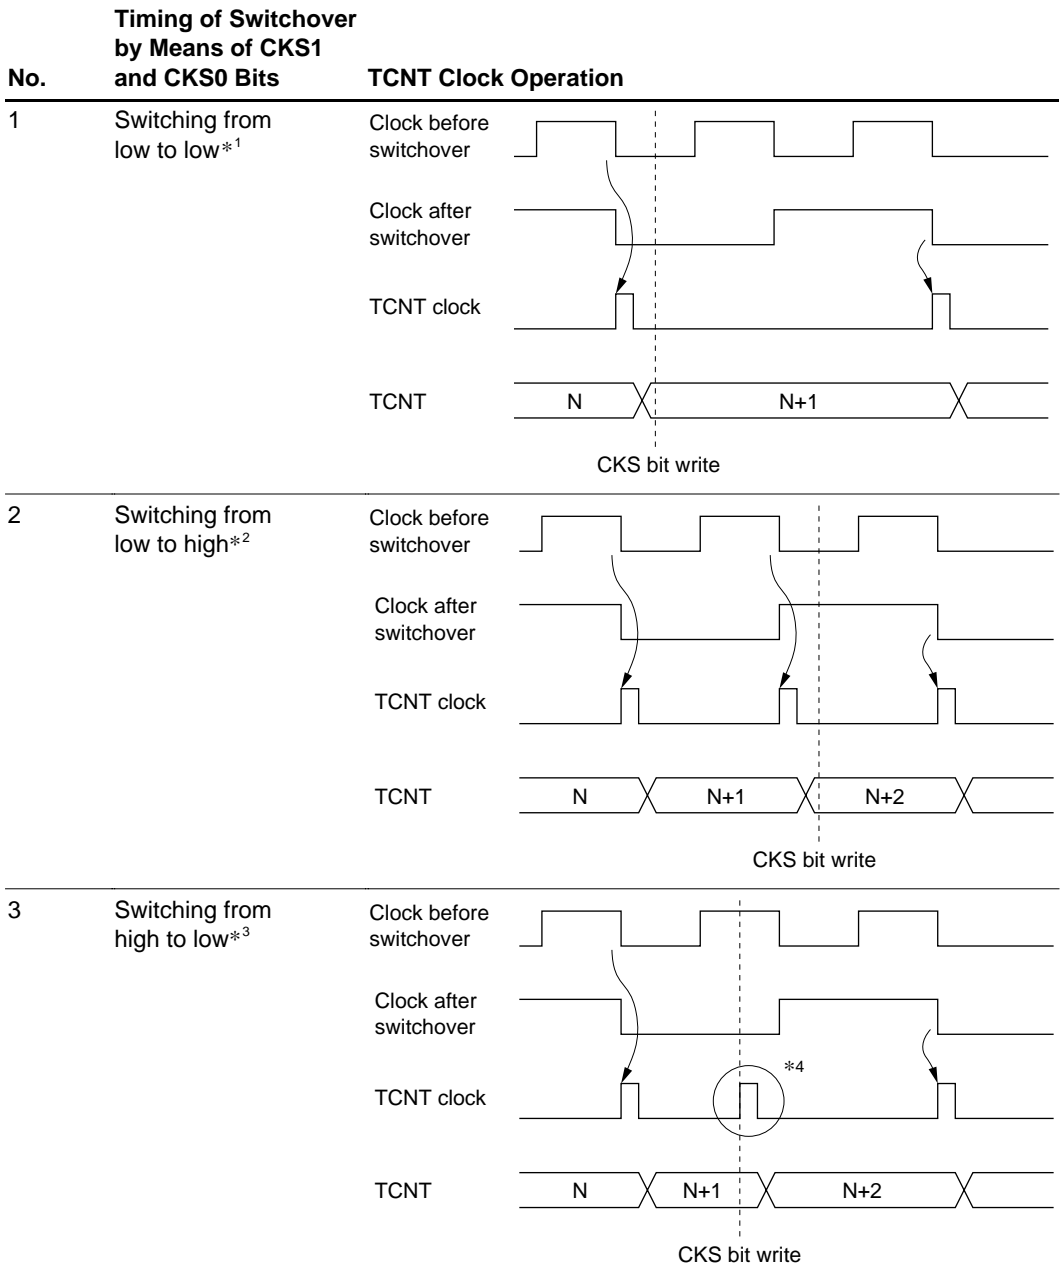 No.
Timing of Switchover
by Means of CKS1
and CKS0 Bits
TCNT Clock Operation
1
Switching from
low to low*1
Clock before
switchover
Clock after
switchover
TCNT clock
TCNT
N
N+1
CKS bit write
2
Switching from
low to high*2
Clock before
switchover
Clock after
switchover
TCNT clock
TCNT
N
N+1
N+2
CKS bit write
3
Switching from
high to low*3
Clock before
switchover
Clock after
switchover
*4
TCNT clock
TCNT
N
N+1
N+2
CKS bit write